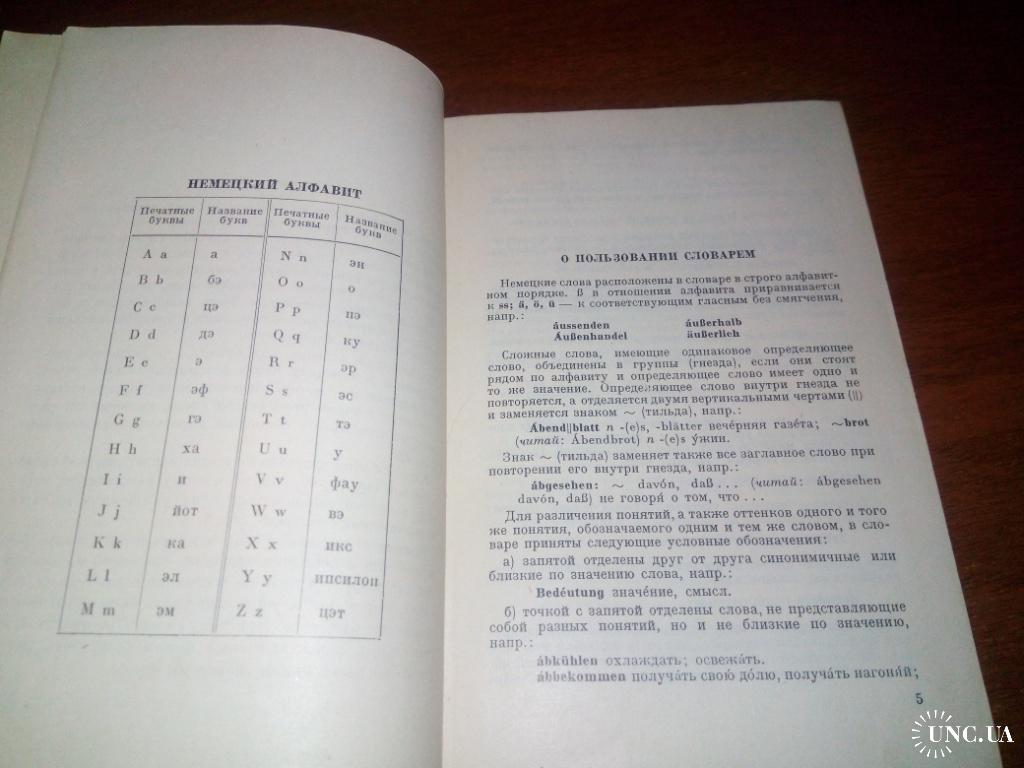 НЕМЕЦКИЙ АЛФАВИТ
Печатные буквы Название букв Печатные буквы Название букв
A a а N n эн
B b бэ O o о
C c цэ P p пэ
D d дэ Q q ку
E e э R r эр
F f эф S s эс
G g гэ T t тэ
H h ха U u у
I i и V v фау
J j йот W w вэ
K k ка X x икс
L l эл Y y ипсилон
M m эм Z z цэт
О ПОЛЬЗОВАНИИ СЛОВАРЕМ
Немецкие слова расположены в словаре в строго алфавит-
ном порядке. ß в отношении алфавита приравнивается
к ss; ä, ö, ü — к соответствующим гласным без смягчения,
напр.:
áussenden áußerhalb
Áußenhandel äußerlich
Сложные слова, имеющие одинаковое определяющее
слово, объединены в группы (гнезда), если они стоят
рядом по алфавиту и определяющее слово имеет одно и
то же значение. Определяющее слово внутри гнезда не
повторяется, а отделяется двумя вертикальными чертами (||)
и заменяется знаком ~ (тильда), напр.:
Ábend||blatt n -(e)s, -blätter вечéрняя газéта; ~brot
(читай: Ábendbrot) n -(e)s у́жин.
Знак ~ (тильда) заменяет также все заглавное слово при
повторении его внутри гнезда, напр.:
ábgesehen: ~ davón, daß ... (читай: ábgesehen
davón, daß) не говоря́ о том, что ...
Для различения понятий, а также оттенков одного и того
же понятия, обозначаемого одним и тем же словом, в сло-
варе приняты следующие условные обозначения:
а) запятой отделены друг от друга синонимичные или
близкие по значению слова, напр.:
Bedéutung значéние, смысл.
б) точкой с запятой отделены слова, не представляющие
собой разных понятий, но и не близкие по значению,
напр.:
ábkühlen охлаждáть; освежáть.
ábbekommen получáть свою́ дóлю, получáть нагоня́й;
5
UNC.UA